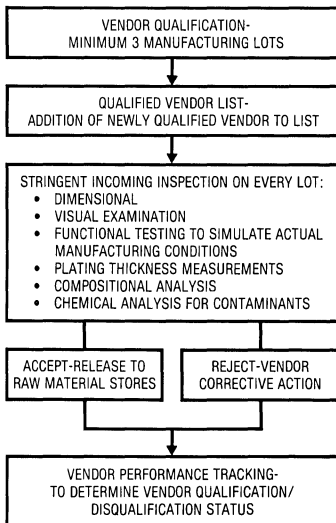 VENDOR QUALIFICATION-
MINIMUM 3 MANUFACTURING LOTS
QUALIFIED VENDOR LIST-
ADDITION OF NEWLY QUALIFIED VENDOR TO LIST
STRINGENT INCOMING INSPECTION ON EVERY LOT:
• DIMENSIONAL
• VISUAL EXAMINATION
• FUNCTIONAL TESTING TO SIMULATE ACTUAL
MANUFACTURING CONDITIONS
• PLATING THICKNESS MEASUREMENTS
• COMPOSITIONAL ANALYSIS
• CHEMICAL ANALYSIS FOR CONTAMINANTS
ACCEPT-RELEASE TO
RAW MATERIAL STORES
REJECT-VENDOR
CORRECTIVE ACTION
VENDOR PERFORMANCE TRACKING-
TO DETERMINE VENDOR QUALIFICATION/
DISQUALIFICATION STATUS